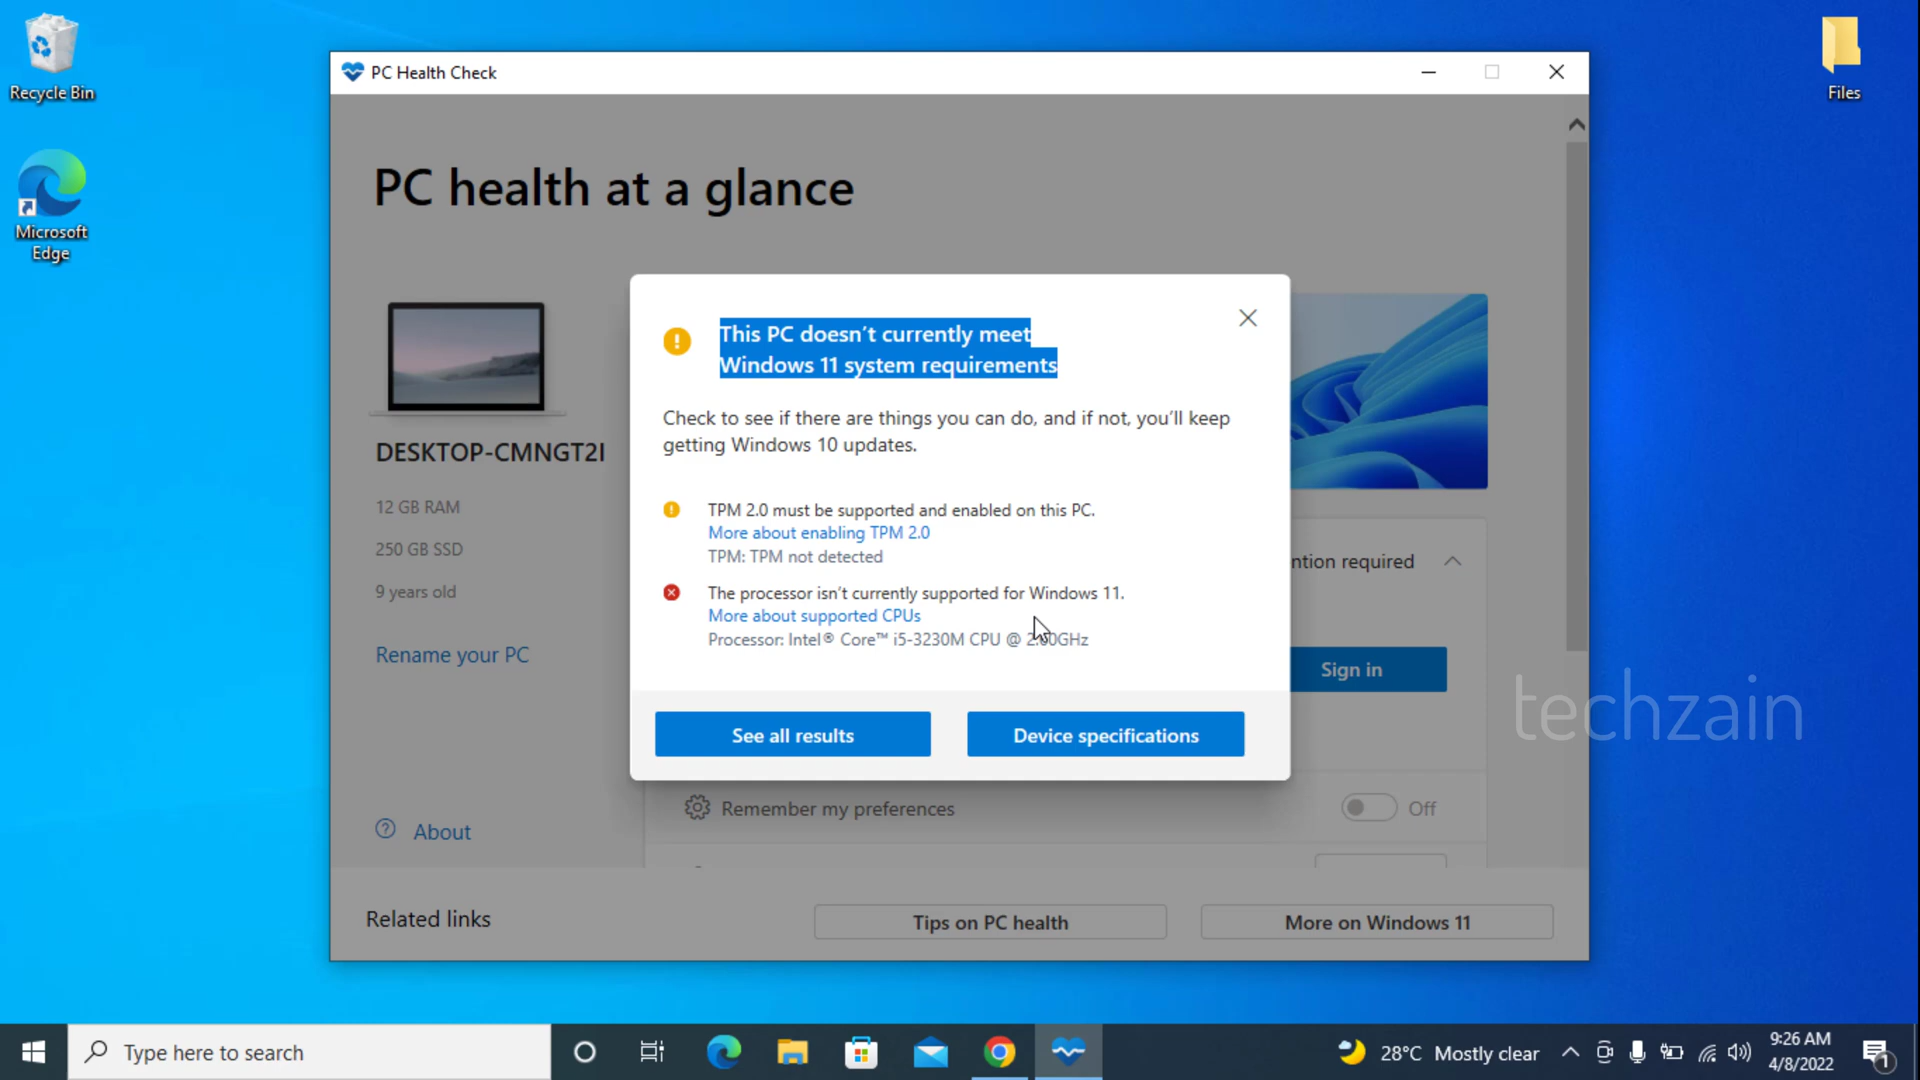 Recycle Bin
Microsoft
Edge
Files
PC Health Check
PC health at a glance
DESKTOP-CMNGT2I
12 GB RAM
250 GB SSD
9 years old
Rename your PC
About
This PC doesn’t currently meet
Windows 11 system requirements
Check to see if there are things you can do, and if not, you’ll keep
getting Windows 10 updates.
TPM 2.0 must be supported and enabled on this PC.
More about enabling TPM 2.0
TPM: TPM not detected
The processor isn’t currently supported for Windows 11.
More about supported CPUs
Processor: Intel® Core™ i5-3230M CPU @ 2.60GHz
See all results
Device specifications
ntion required
Sign in
techzain
Remember my preferences
Off
Related links
Tips on PC health
More on Windows 11
Type here to search
28°C Mostly clear
9:26 AM
4/8/2022
1